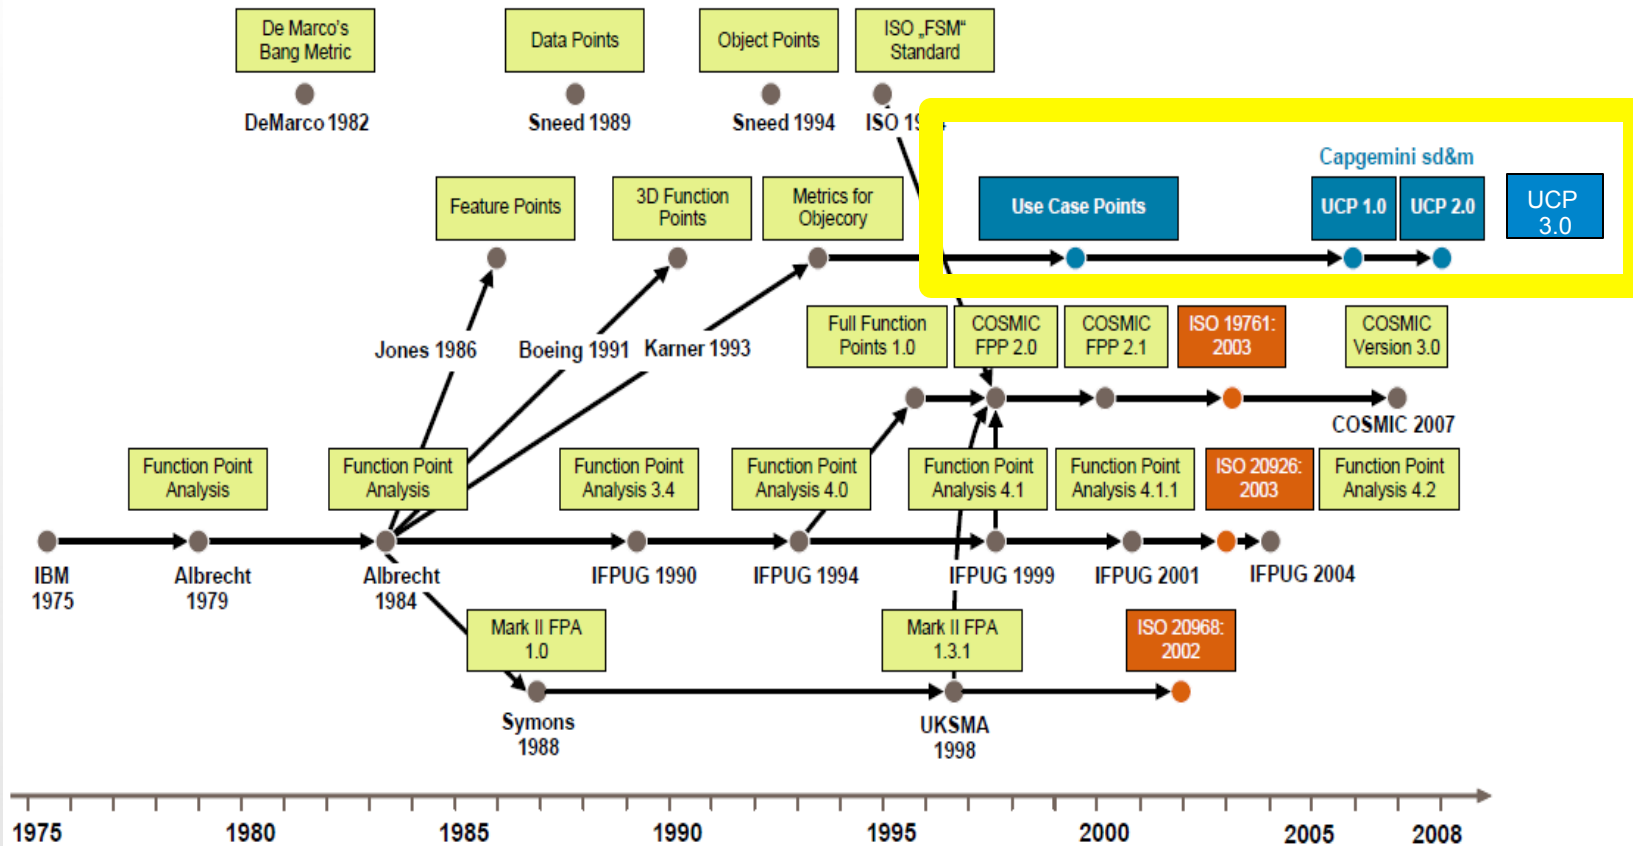 De Marco's
Bang Metric
Data Points
Object Points
ISO „FSM“
Standard
DeMarco 1982
Sneed 1989
Sneed 1994
ISO 19
Capgemini sd&m
Feature Points
3D Function
Points
Metrics for
Objecory
Use Case Points
UCP 1.0
UCP 2.0
UCP
3.0
Jones 1986
Boeing 1991
Karner 1993
Full Function
Points 1.0
COSMIC
FPP 2.0
COSMIC
FPP 2.1
ISO 19761:
2003
COSMIC
Version 3.0
COSMIC 2007
Function Point
Analysis
Function Point
Analysis
Function Point
Analysis 3.4
Function Point
Analysis 4.0
Function Point
Analysis 4.1
Function Point
Analysis 4.1.1
ISO 20926:
2003
Function Point
Analysis 4.2
IBM
1975
Albrecht
1979
Albrecht
1984
IFPUG 1990
IFPUG 1994
IFPUG 1999
IFPUG 2001
IFPUG 2004
Mark II FPA
1.0
Mark II FPA
1.3.1
ISO 20968:
2002
Symons
1988
UKSMA
1998
1975
1980
1985
1990
1995
2000
2005
2008